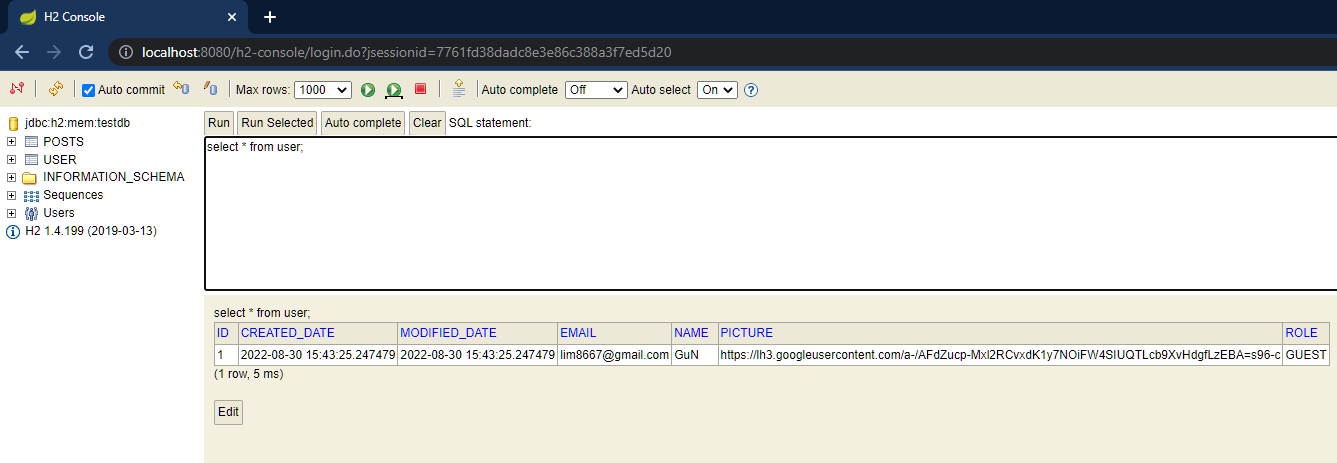 H2 Console
localhost:8080/h2-console/login.do?jsessionid=7761fd38dadc8e3e86c388a3f7ed5d20
Auto commit Max rows: 1000 Auto complete Off Auto select On
jdbc:h2:mem:testdb
POSTS
USER
INFORMATION_SCHEMA
Sequences
Users
H2 1.4.199 (2019-03-13)
Run Run Selected Auto complete Clear SQL statement:
select * from user;
select * from user;
ID CREATED_DATE MODIFIED_DATE EMAIL NAME PICTURE ROLE
1 2022-08-30 15:43:25.247479 2022-08-30 15:43:25.247479 lim8667@gmail.com GuN https://lh3.googleusercontent.com/a-/AFdZucp-Mxl2RCvxdK1y7NOiFW4SIUQTLcb9XvHdgfLzEBA=s96-c GUEST
(1 row, 5 ms)
Edit